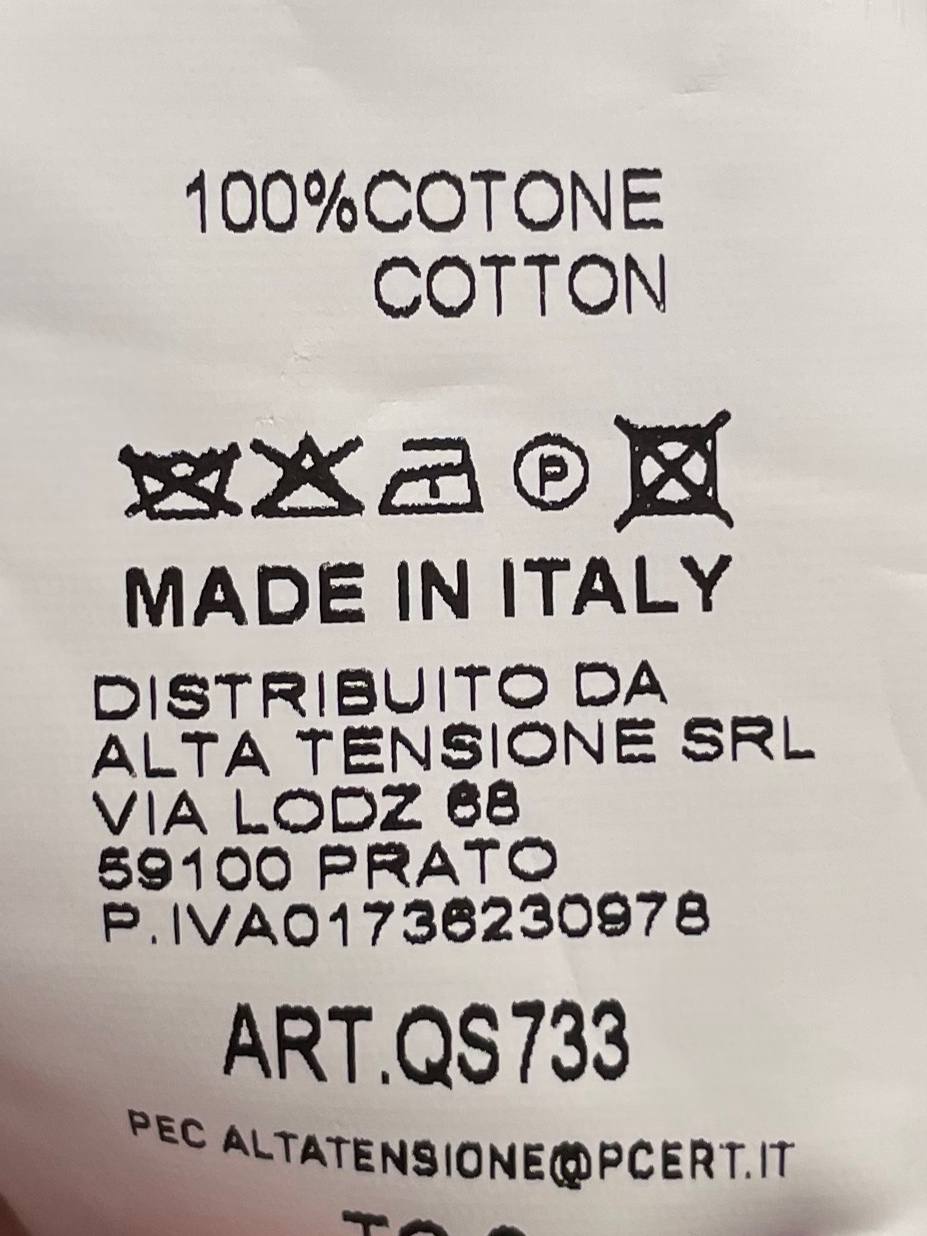 100%COTONE
COTTON
P
MADE IN ITALY
DISTRIBUITO DA
ALTA TENSIONE SRL
VIA LODZ 68
59100 PRATO
P.IVA01736230978
ART.QS733
PEC ALTATENSIONE@PCERT.IT